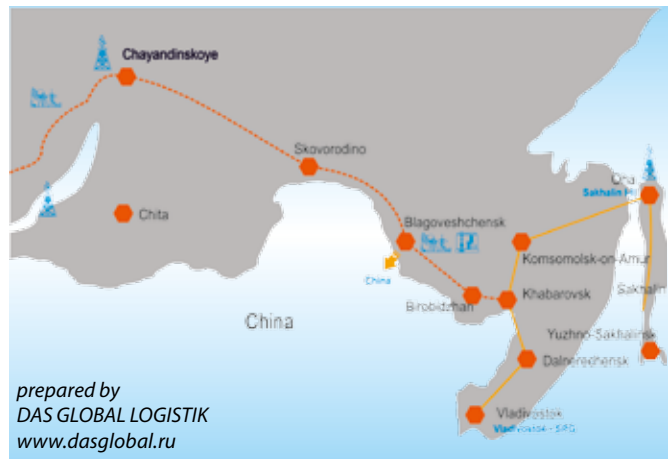 Chayandinskoye
Skovorodino
Chita
Blagoveshchensk
China
Birobidzhan
Khabarovsk
Komsomolsk-on-Amur
Sakhalin
Yuzhno-Sakhalinsk
Dalnerechensk
China
Vladivostok
prepared by
DAS GLOBAL LOGISTIK
www.dasglobal.ru